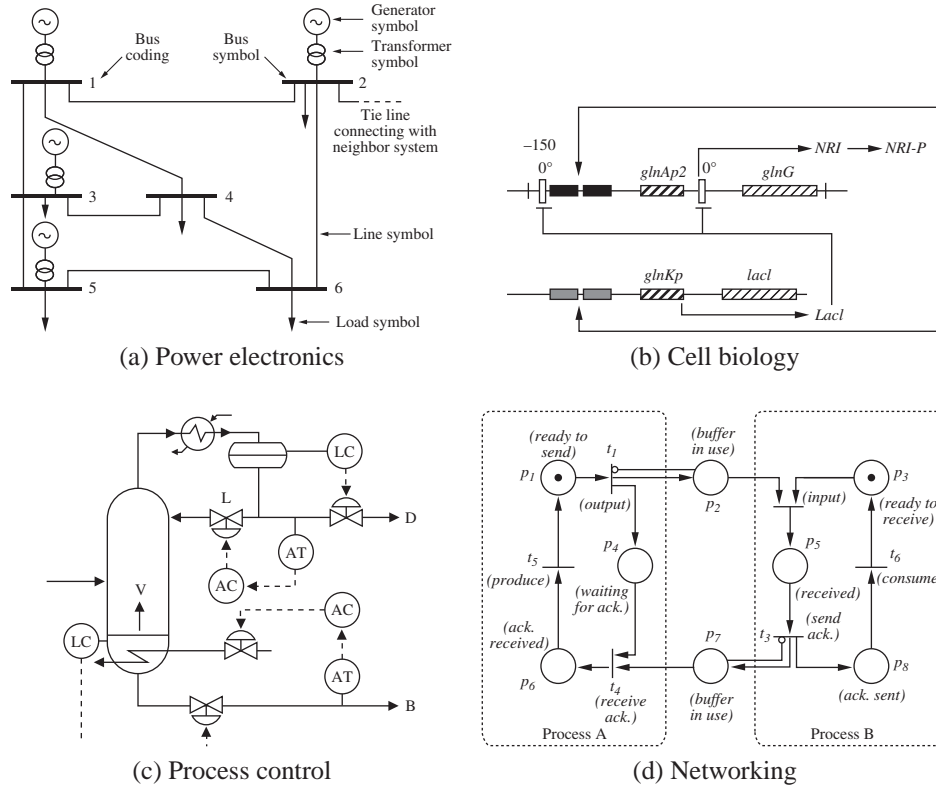 Generator
symbol
Bus
coding
Bus
symbol
Transformer
symbol
1
2
Tie line
connecting with
neighbor system
3
4
Line symbol
5
6
Load symbol
(a) Power electronics
−150
0°
glnAp2
0°
NRI
NRI-P
glnG
glnKp
lacl
Lacl
(b) Cell biology
LC
L
D
AT
AC
V
AC
LC
AT
B
(c) Process control
(ready to
send)
t1
(buffer
in use)
p1
p3
(output)
p2
(input)
(ready to
receive)
p4
p5
t5
t6
(produce)
(waiting
for ack.)
(received)
(consume)
(ack.
received)
p7
t3
(send
ack.)
p6
t4
p8
(receive
ack.)
(buffer
in use)
(ack. sent)
Process A
Process B
(d) Networking